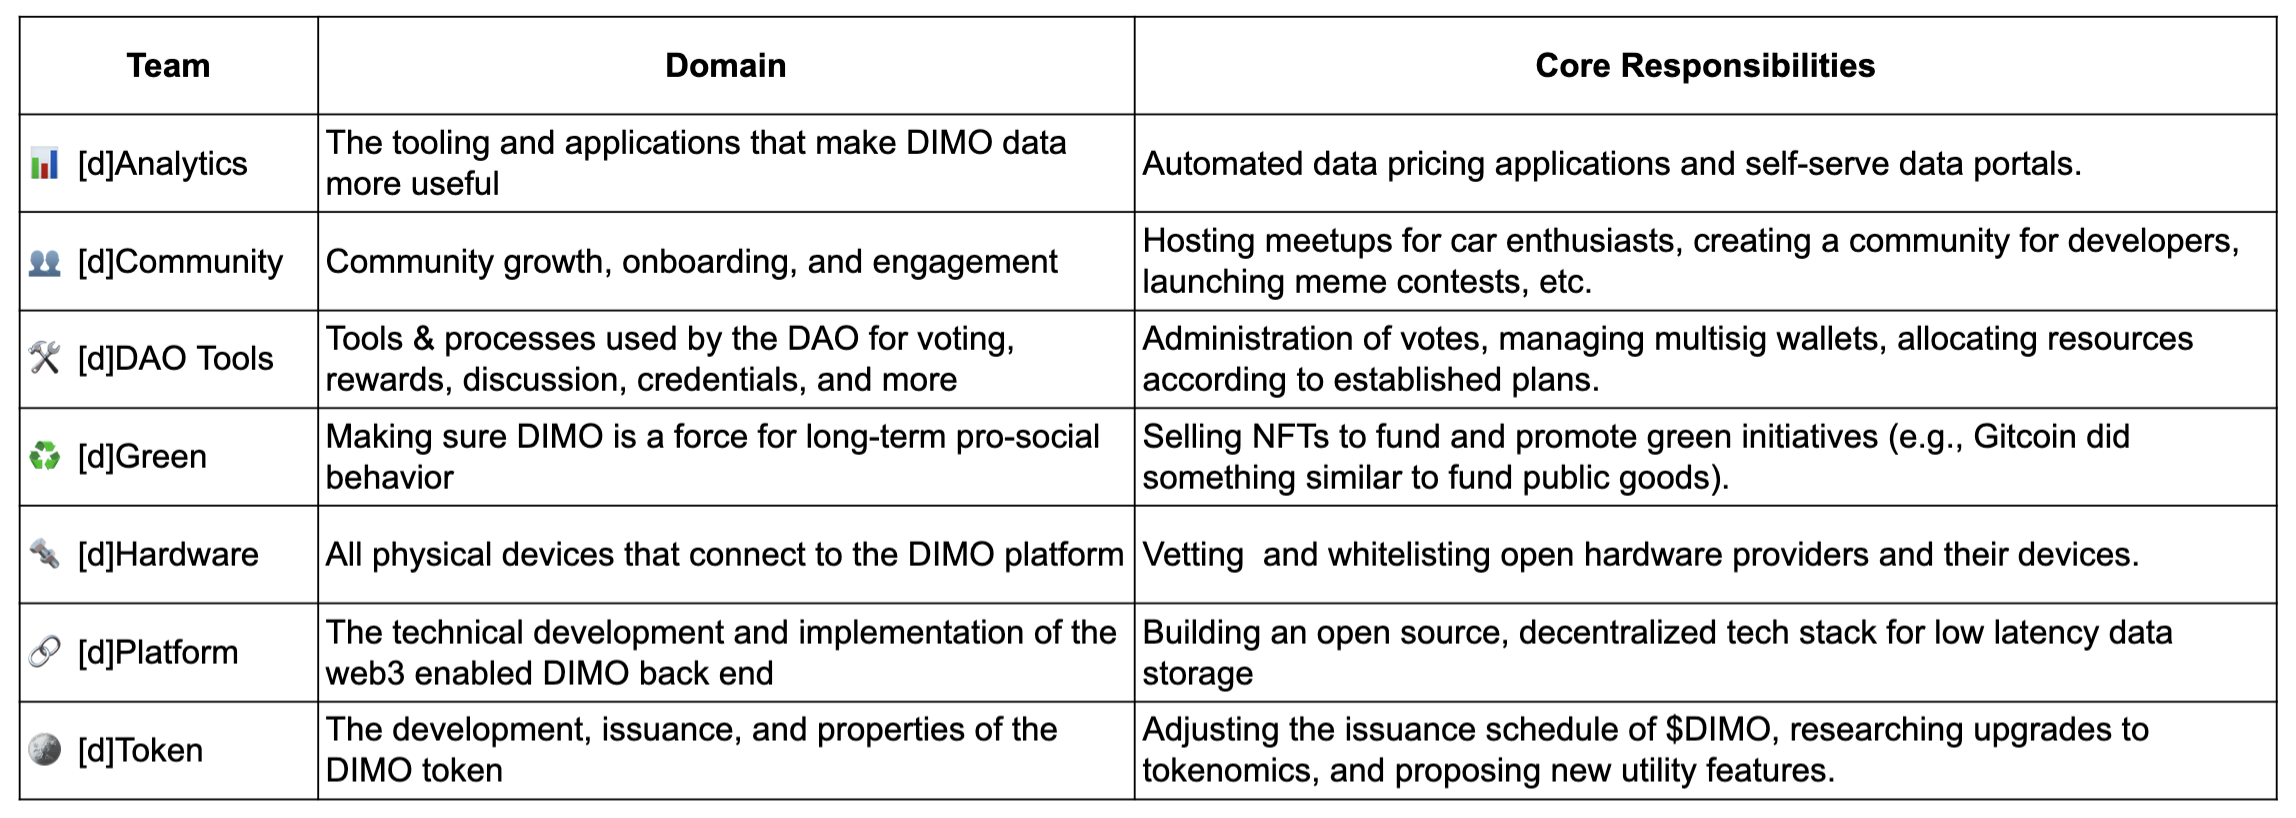 Team
Domain
Core Responsibilities
[d]Analytics
The tooling and applications that make DIMO data
more useful
Automated data pricing applications and self-serve data portals.
[d]Community
Community growth, onboarding, and engagement
Hosting meetups for car enthusiasts, creating a community for developers,
launching meme contests, etc.
[d]DAO Tools
Tools & processes used by the DAO for voting,
rewards, discussion, credentials, and more
Administration of votes, managing multisig wallets, allocating resources
according to established plans.
[d]Green
Making sure DIMO is a force for long-term pro-social
behavior
Selling NFTs to fund and promote green initiatives (e.g., Gitcoin did
something similar to fund public goods).
[d]Hardware
All physical devices that connect to the DIMO platform
Vetting  and whitelisting open hardware providers and their devices.
[d]Platform
The technical development and implementation of the
web3 enabled DIMO back end
Building an open source, decentralized tech stack for low latency data
storage
[d]Token
The development, issuance, and properties of the
DIMO token
Adjusting the issuance schedule of $DIMO, researching upgrades to
tokenomics, and proposing new utility features.